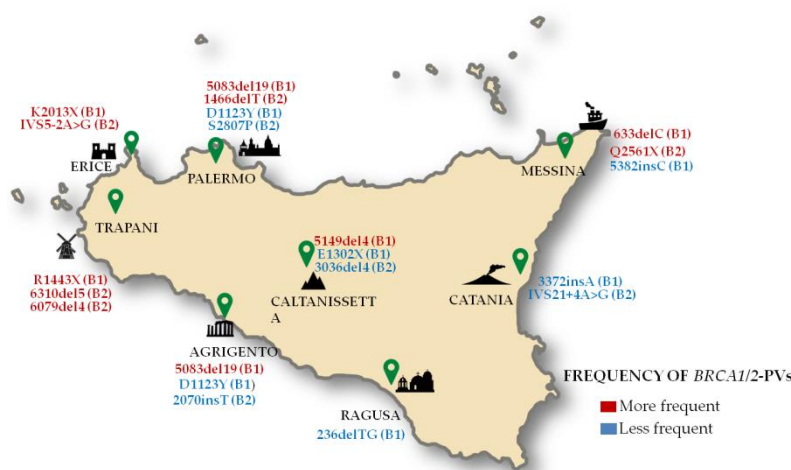 5083del19 (B1)
1466delT (B2)
D1123Y (B1)
S2807P (B2)
K2013X (B1)
IVS5-2A>G (B2)
ERICE
PALERMO
633delC (B1)
Q2561X (B2)
5382insC (B1)
MESSINA
TRAPANI
R1443X (B1)
6310del5 (B2)
6079del4 (B2)
5149del4 (B1)
E1302X (B1)
3036del4 (B2)
CALTANISSETT
A
CATANIA
3372insA (B1)
IVS21+4A>G (B2)
AGRIGENTO
5083del19 (B1)
D1123Y (B1)
2070insT (B2)
RAGUSA
236delTG (B1)
FREQUENCY OF BRCA1/2-PVs
More frequent
Less frequent